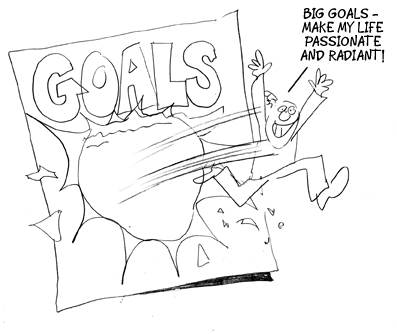 GOALS
BIG GOALS -
MAKE MY LIFE
PASSIONATE
AND RADIANT!